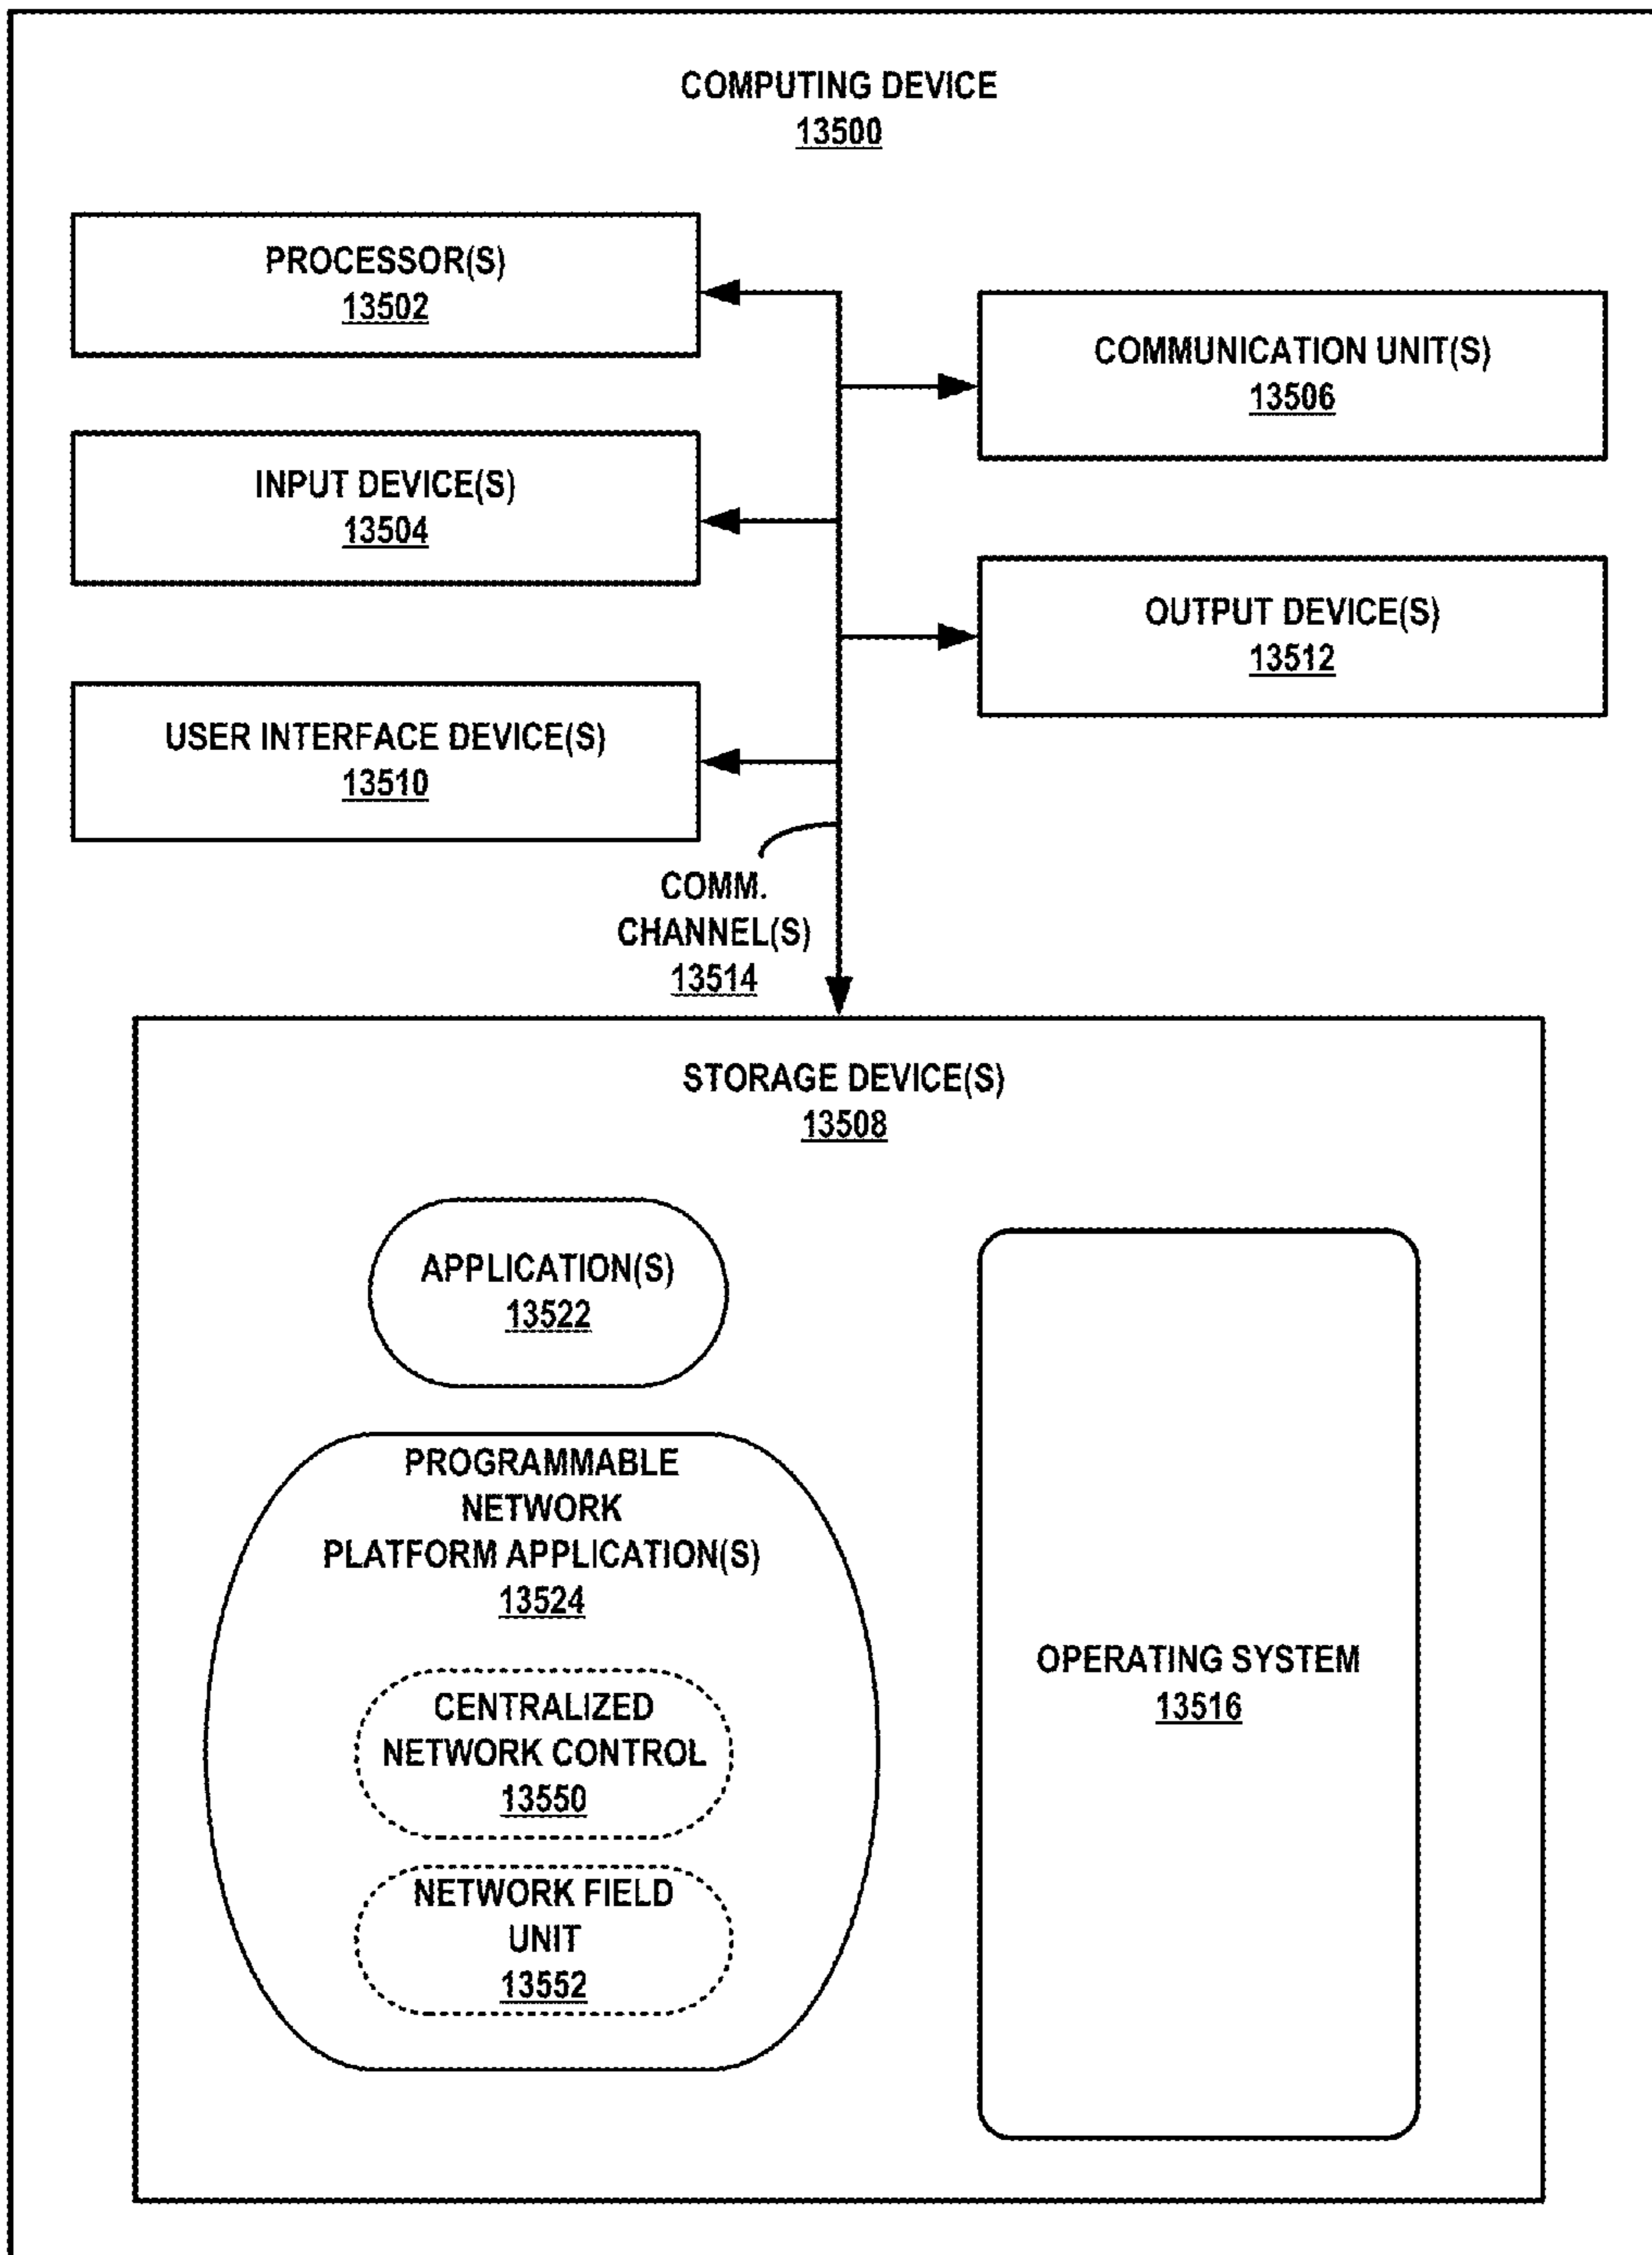 COMPUTING DEVICE
13500
PROCESSOR(S)
13502
COMMUNICATION UNIT(S)
13506
INPUT DEVICE(S)
13504
OUTPUT DEVICE(S)
13512
USER INTERFACE DEVICE(S)
13510
COMM.
CHANNEL(S)
13514
STORAGE DEVICE(S)
13508
APPLICATION(S)
13522
PROGRAMMABLE
NETWORK
PLATFORM APPLICATION(S)
13524
CENTRALIZED
NETWORK CONTROL
13550
NETWORK FIELD
UNIT
13552
OPERATING SYSTEM
13516